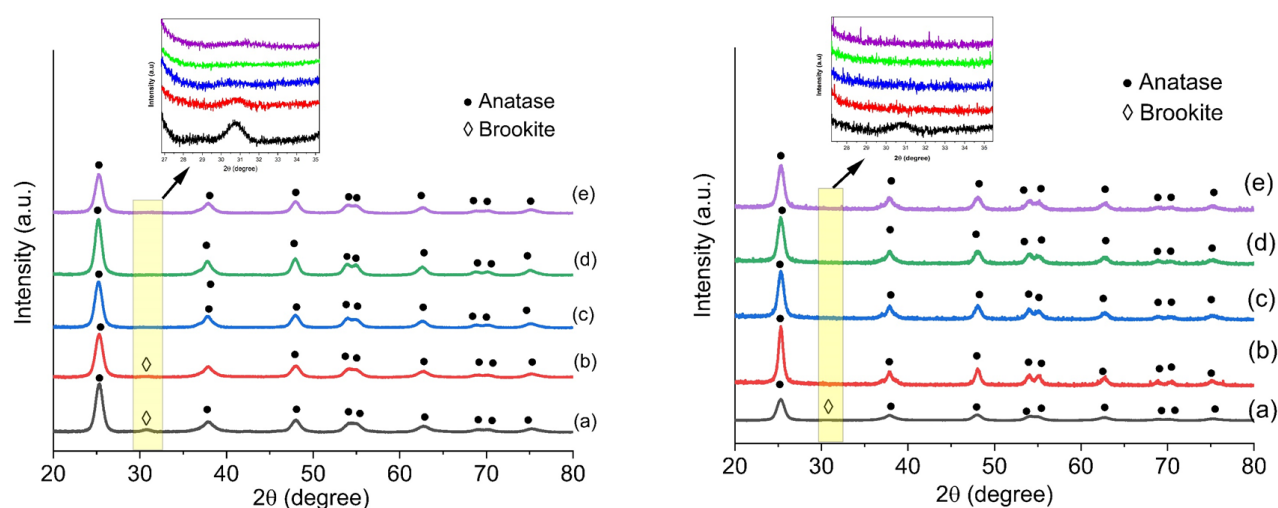 Intensity (a.u)
27 28 29 30 31 32 33 34 35
2θ (degree)
● Anatase
◊ Brookite
(e)
(d)
(c)
(b)
(a)
Intensity (a.u.)
20 30 40 50 60 70 80
2θ (degree)
Intensity (a.u)
28 29 30 31 32 33 34 35 36
2θ (degree)
● Anatase
◊ Brookite
(e)
(d)
(c)
(b)
(a)
Intensity (a.u.)
20 30 40 50 60 70 80
2θ (degree)